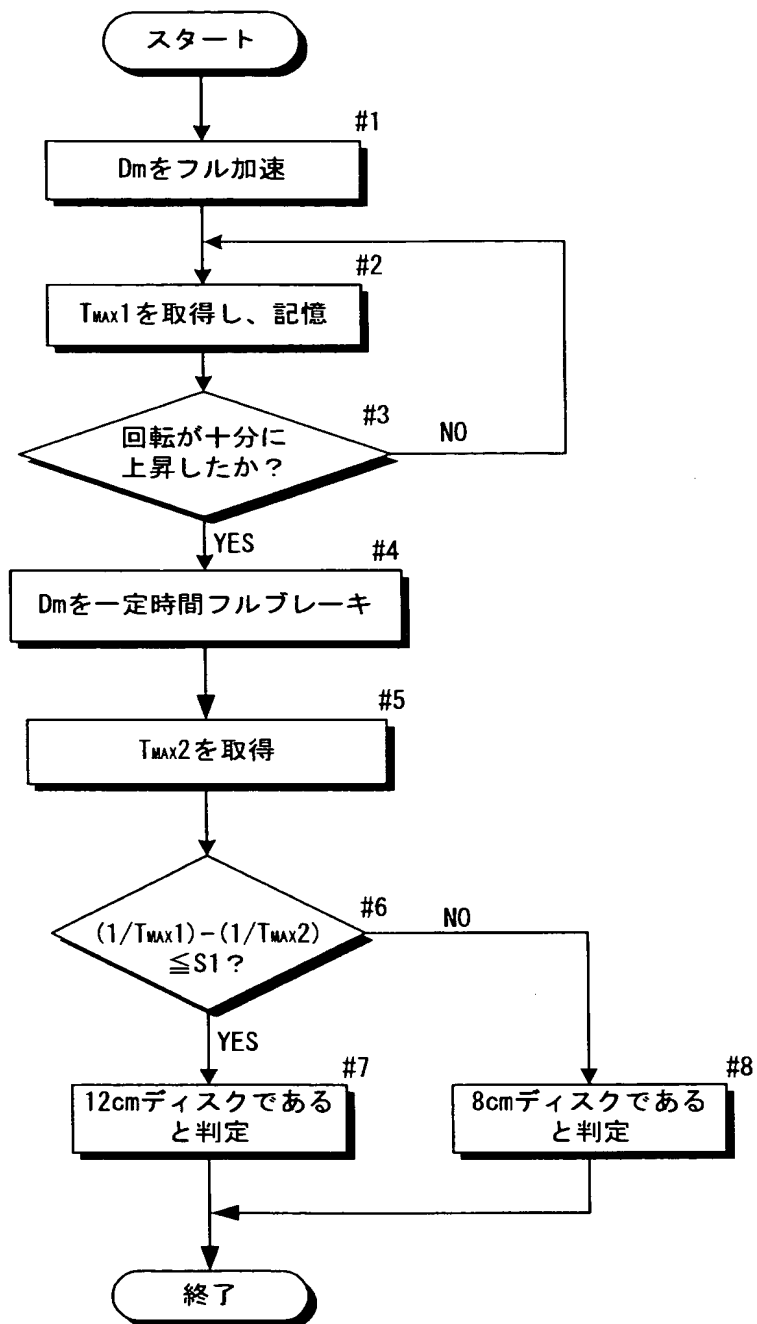 スタート
#1
Dmをフル加速
#2
TMAX1を取得し、記憶
#3
回転が十分に
上昇したか？
NO
YES
#4
Dmを一定時間フルブレーキ
#5
TMAX2を取得
#6
(1/TMAX1)-(1/TMAX2)
≦S1？
NO
YES
#7
12cmディスクである
と判定
#8
8cmディスクである
と判定
終了